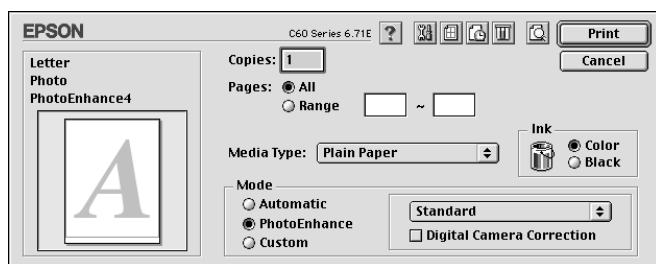 EPSON
C60 Series 6.71E
?
Print
Cancel
Letter
Photo
PhotoEnhance4
A
Copies: 1
Pages: All
Range ~
Media Type: Plain Paper
Ink
Color
Black
Mode
Automatic
PhotoEnhance
Custom
Standard
Digital Camera Correction